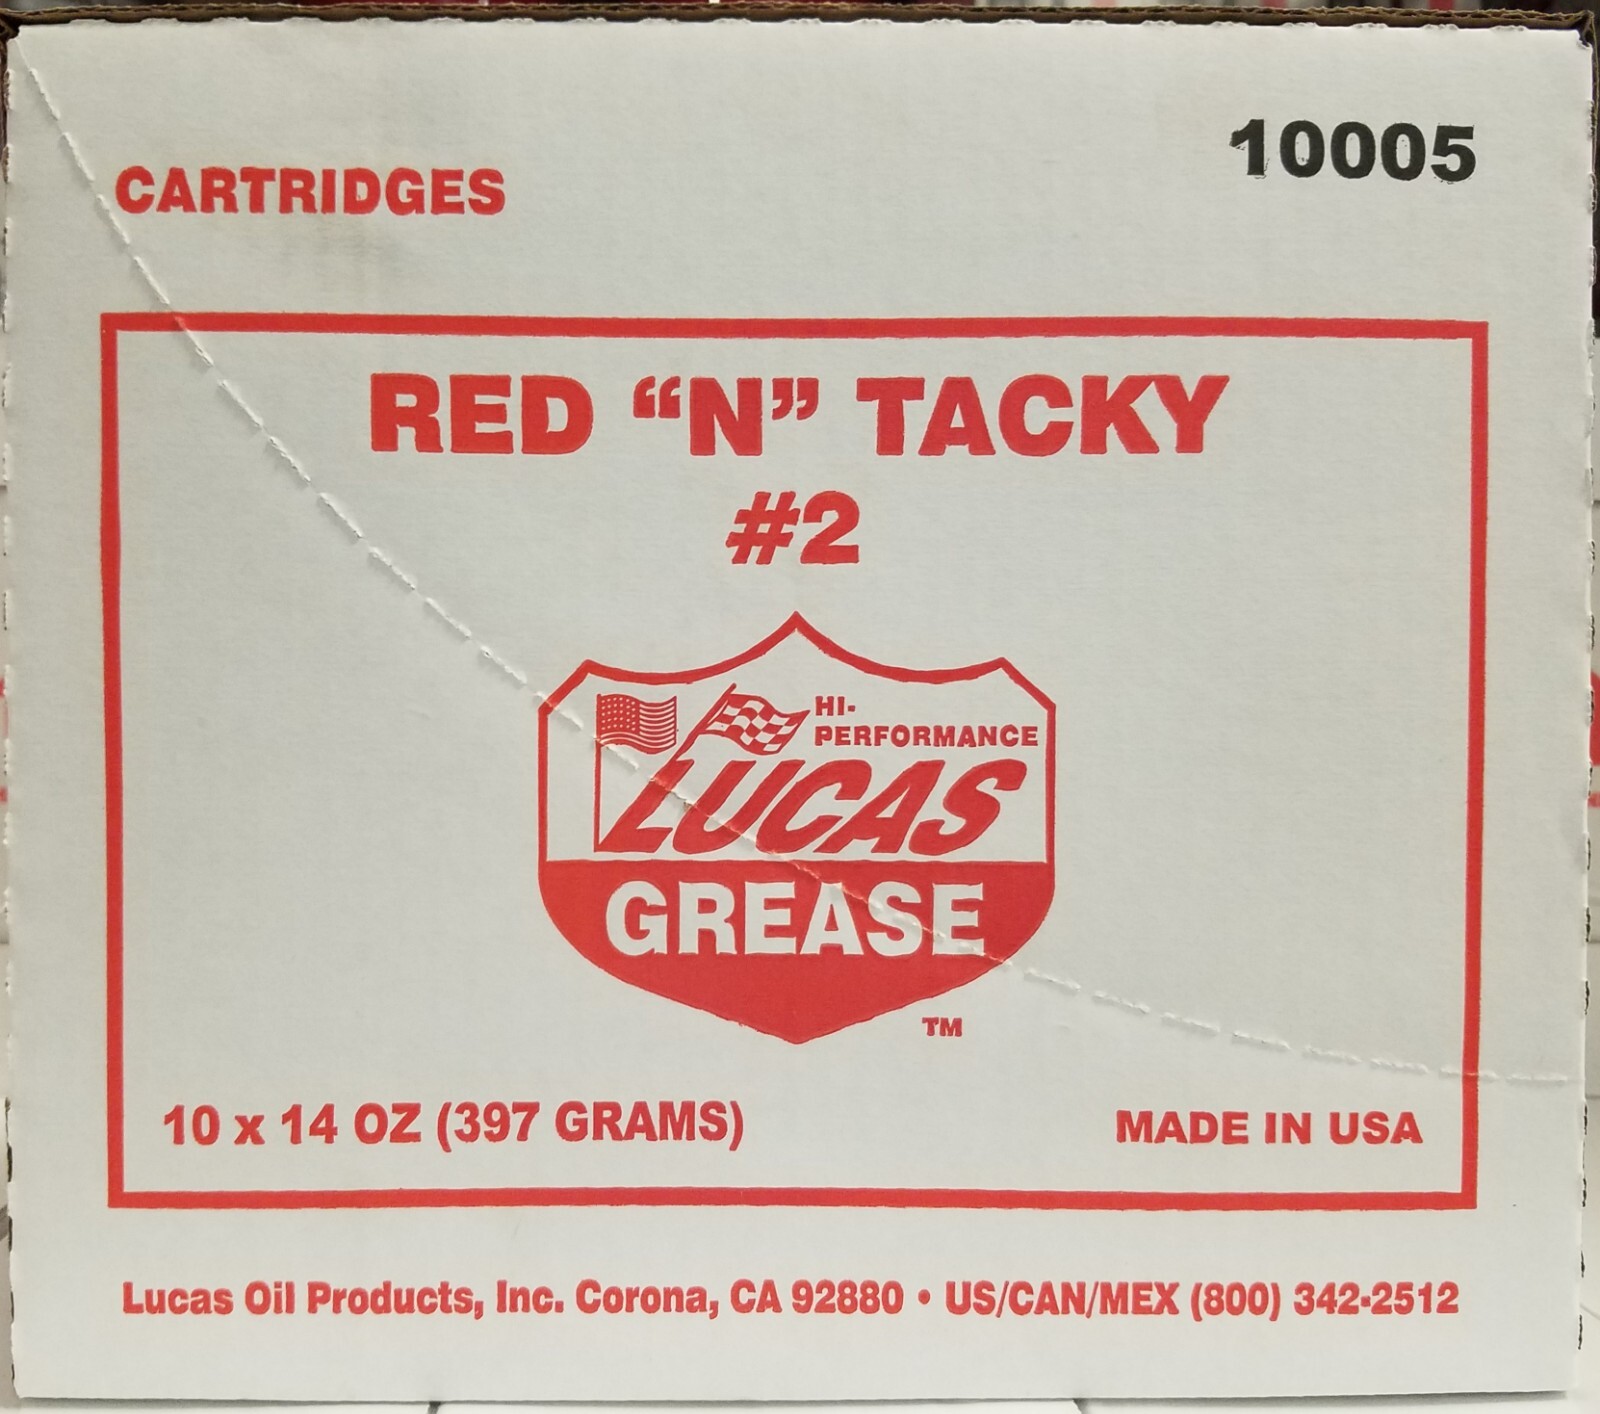 10005
CARTRIDGES
RED “N” TACKY
#2
HI-
PERFORMANCE
LUCAS
GREASE
TM
10 x 14 OZ (397 GRAMS)
MADE IN USA
Lucas Oil Products, Inc. Corona, CA 92880 • US/CAN/MEX (800) 342-2512